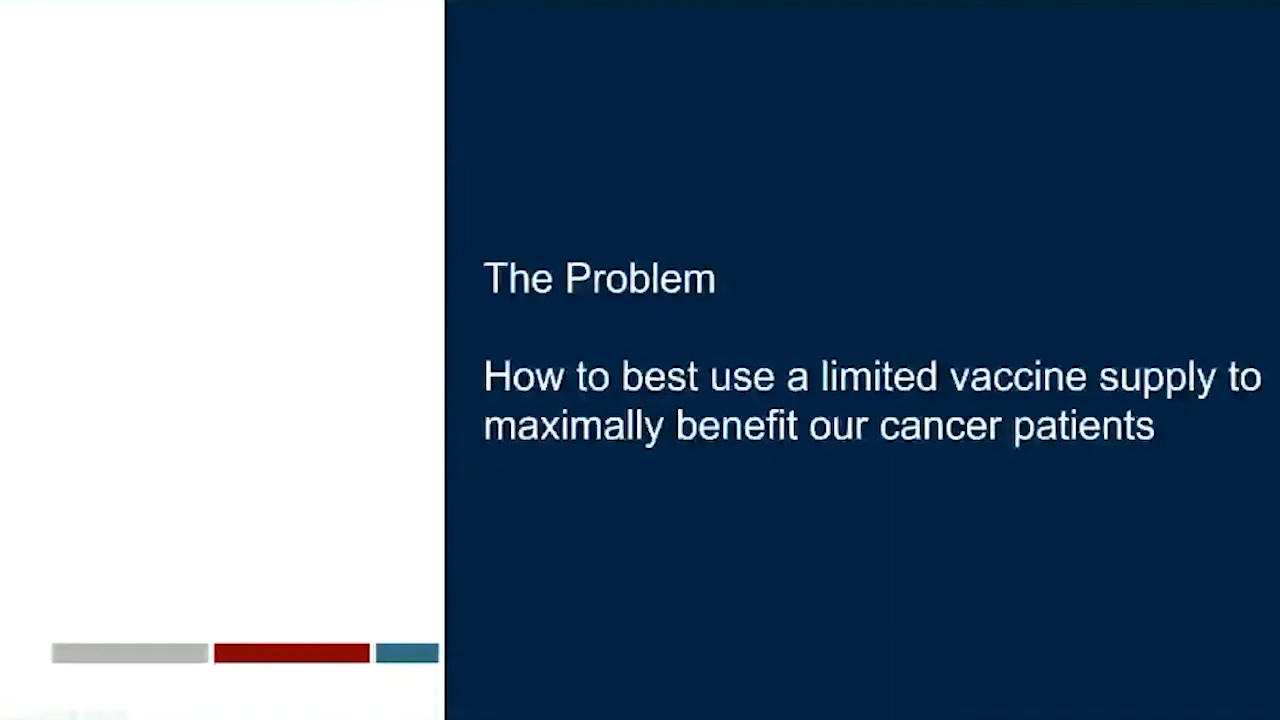 The Problem
How to best use a limited vaccine supply to
maximally benefit our cancer patients